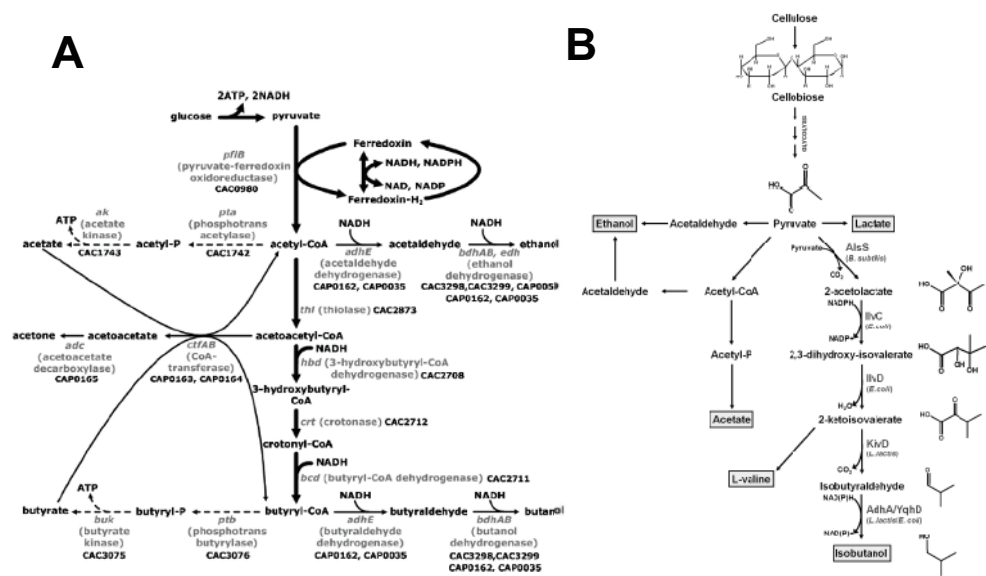 A
2ATP, 2NADH
glucose
pyruvate
Ferredoxin
NADH, NADPH
NAD, NADP
Ferredoxin-H₂
pflB
(pyruvate-ferredoxin
oxidoreductase)
CAC0980
ATP
ak
(acetate
kinase)
CAC1743
pta
(phosphotrans
acetylase)
CAC1742
NADH
NADH
acetate
acetyl-P
acetyl-CoA
acetaldehyde
ethanol
adhE
(acetaldehyde
dehydrogenase)
CAP0162, CAP0035
bdhAB, edh
(ethanol
dehydrogenase)
CAC3298,CAC3299, CAP0059
CAP0162, CAP0035
thl (thiolase) CAC2873
acetone
acetoacetate
acetoacetyl-CoA
adc
(acetoacetate
decarboxylase)
CAP0165
ctfAB
(CoA-
transferase)
CAP0163, CAP0164
NADH
hbd (3-hydroxybutyryl-CoA
dehydrogenase) CAC2708
3-hydroxybutyryl-
CoA
crt (crotonase) CAC2712
crotonyl-CoA
NADH
bcd (butyryl-CoA dehydrogenase) CAC2711
ATP
NADH
NADH
butyrate
butyryl-P
butyryl-CoA
butyraldehyde
butanol
buk
(butyrate
kinase)
CAC3075
ptb
(phosphotrans
butyrylase)
CAC3076
adhE
(butyraldehyde
dehydrogenase)
CAP0162, CAP0035
bdhAB
(butanol
dehydrogenase)
CAC3298,CAC3299
CAP0162, CAP0035
B
Cellulose
Cellobiose
GLYCOLYSIS
Ethanol
Acetaldehyde
Pyruvate
Lactate
Pyruvate
AlsS
(B. subtilis)
CO₂
Acetaldehyde
Acetyl-CoA
2-acetolactate
NADPH
IlvC
(E.coli)
NADP
Acetyl-P
2,3-dihydroxy-isovalerate
IlvD
(E.coli)
H₂O
Acetate
2-ketoisovalerate
KivD
(L.lactis)
CO₂
L-valine
Isobutyraldehyde
NAD(P)H
AdhA/YqhD
(L.lactis/E.coli)
NAD(P)
Isobutanol